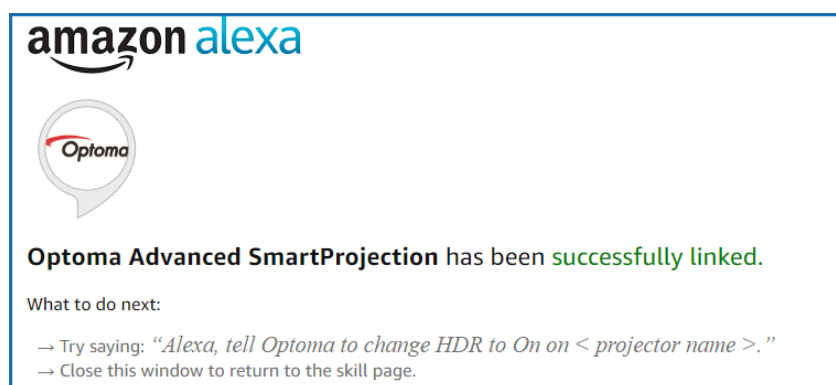 amazon alexa
Optoma
Optoma Advanced SmartProjection has been successfully linked.
What to do next:
→ Try saying: “Alexa, tell Optoma to change HDR to On on < projector name >.”
→ Close this window to return to the skill page.